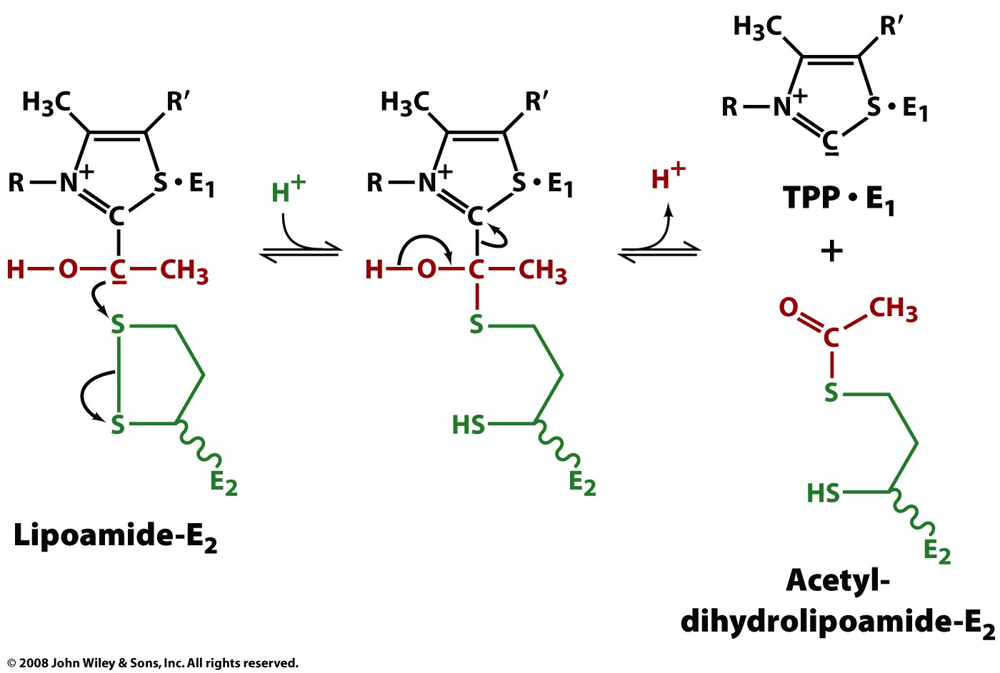 H₃C R′
R—N⁺ S • E₁
C
H—O—C—CH₃
S
S
E₂
Lipoamide-E₂
H⁺
H₃C R′
R—N⁺ S • E₁
C
H—O—C—CH₃
S
HS
E₂
H⁺
H₃C R′
R—N⁺ S • E₁
C
TPP • E₁
+
O CH₃
C
S
HS
E₂
Acetyl-
dihydrolipoamide-E₂
© 2008 John Wiley & Sons, Inc. All rights reserved.